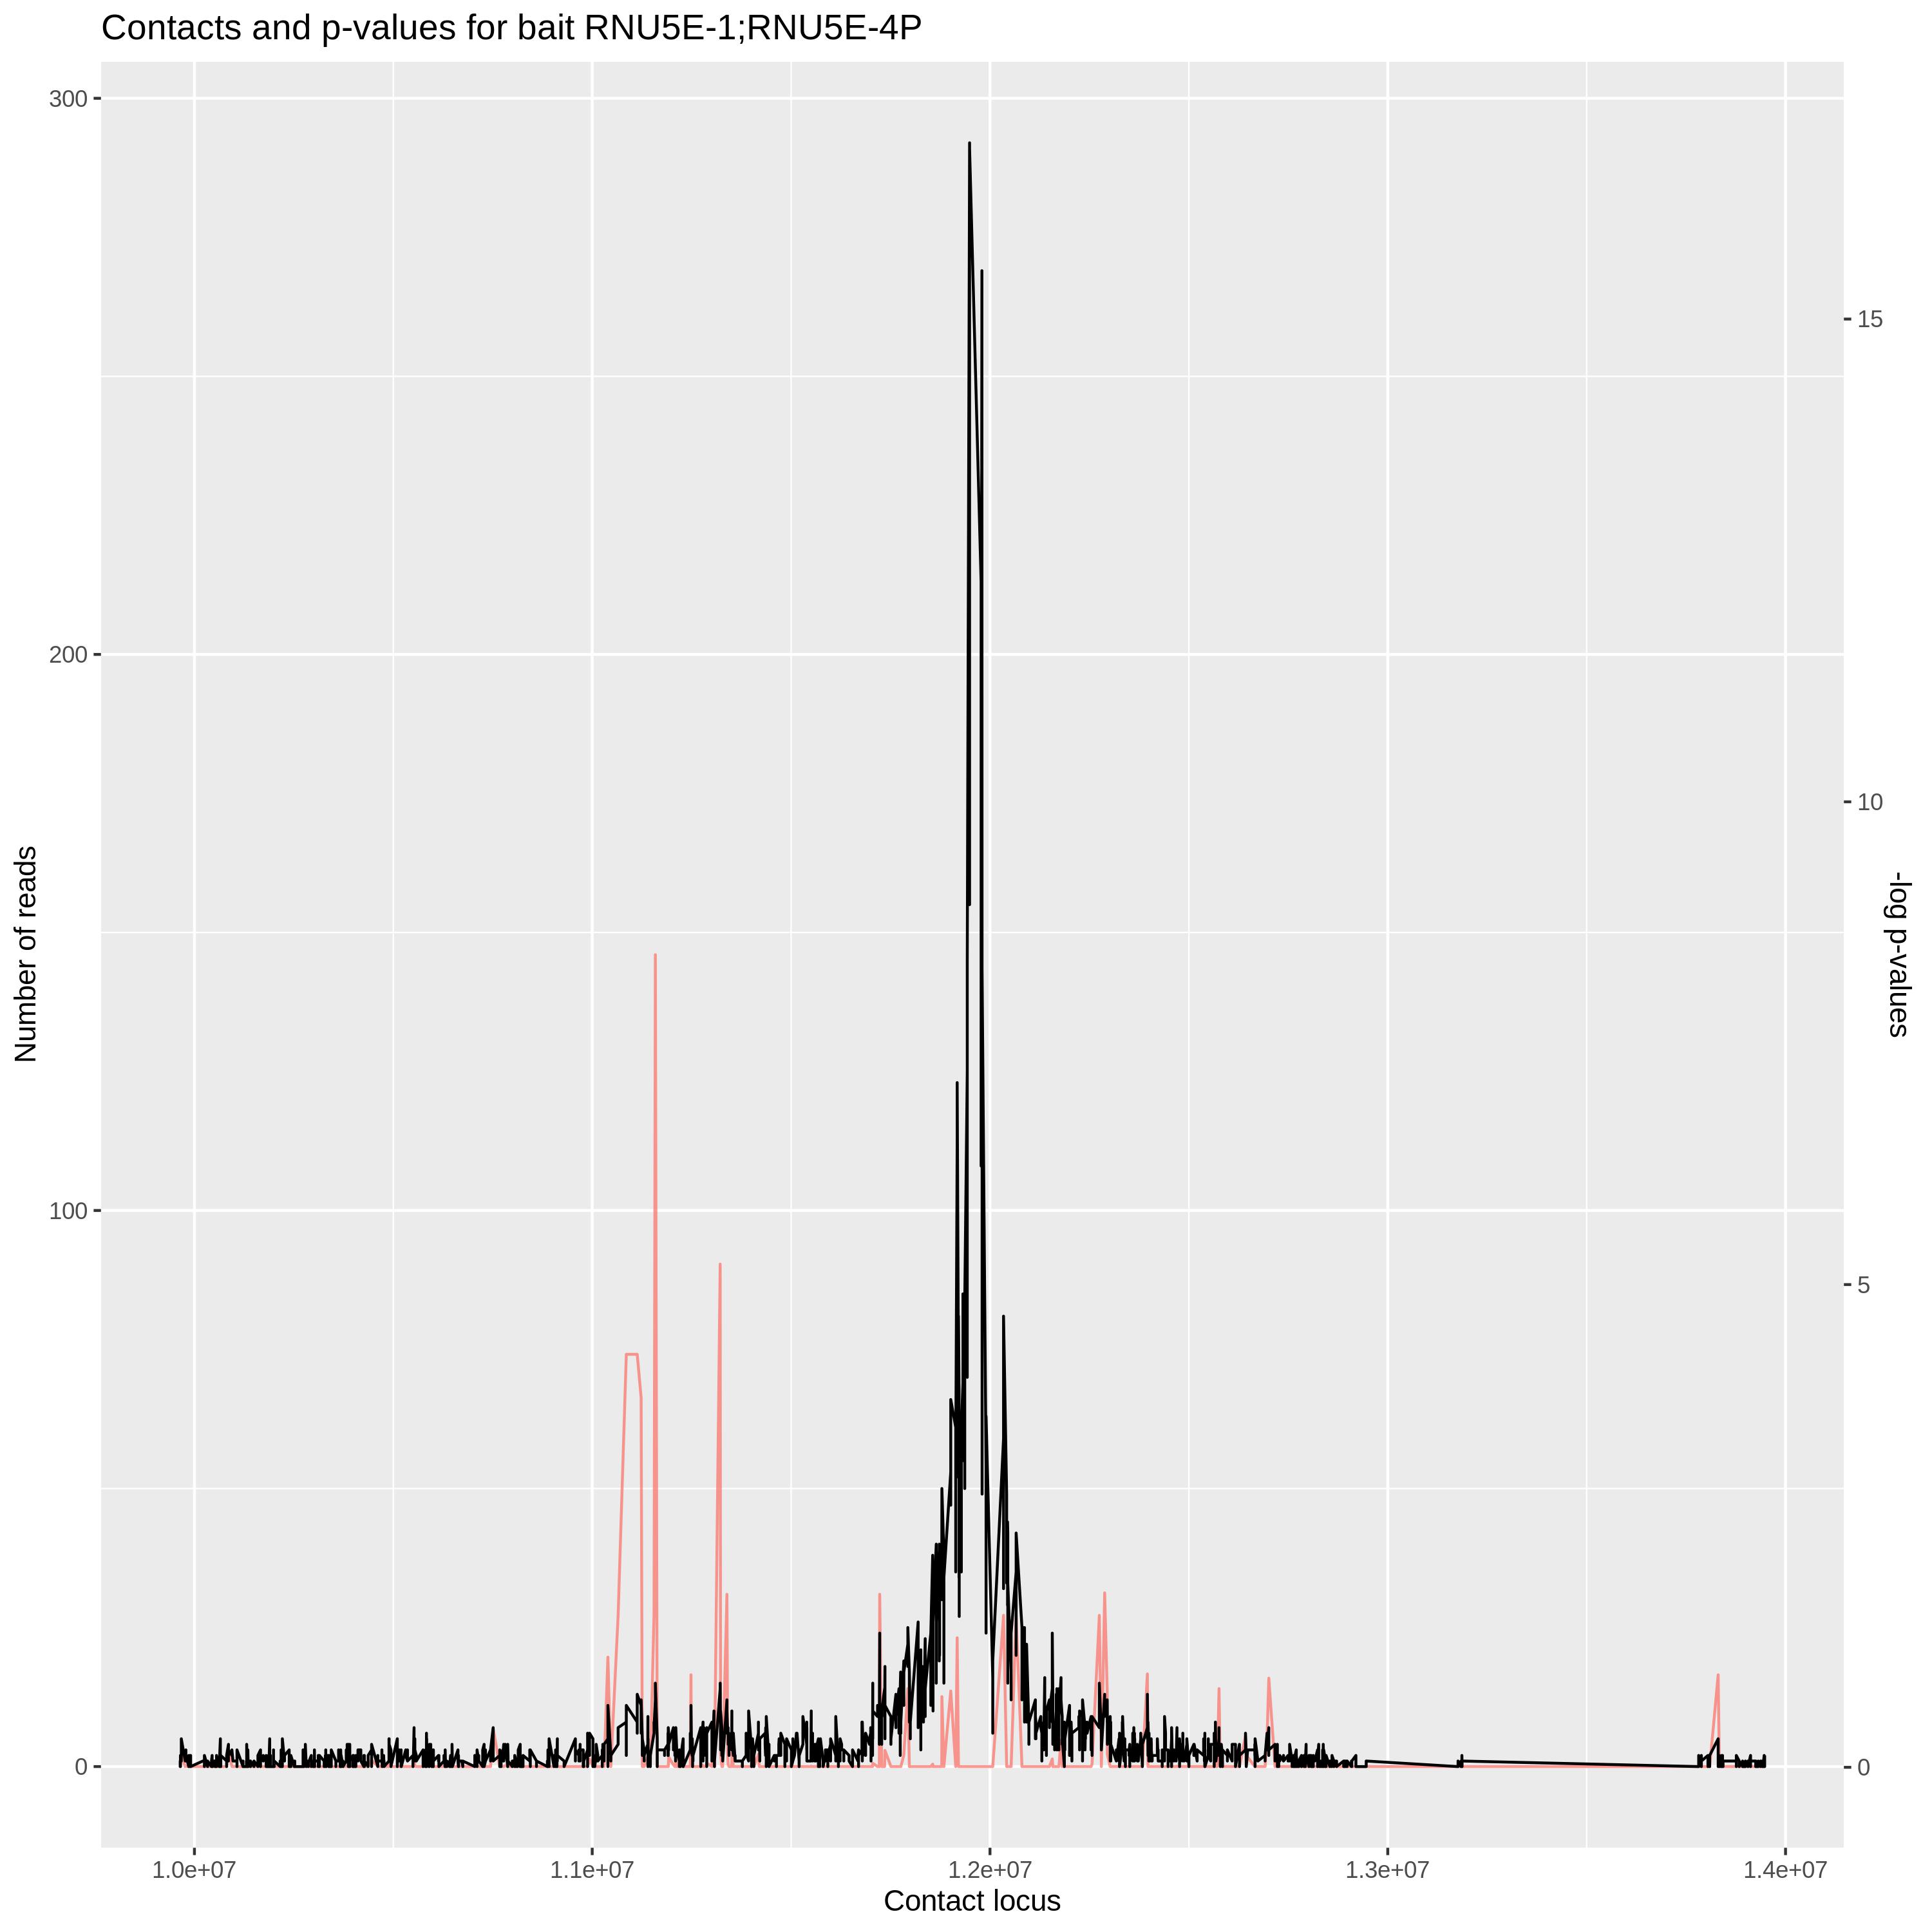 Contacts and p-values for bait RNU5E-1;RNU5E-4P
300
200
100
0
Number of reads
15
10
5
0
-log p-values
1.0e+07
1.1e+07
1.2e+07
1.3e+07
1.4e+07
Contact locus